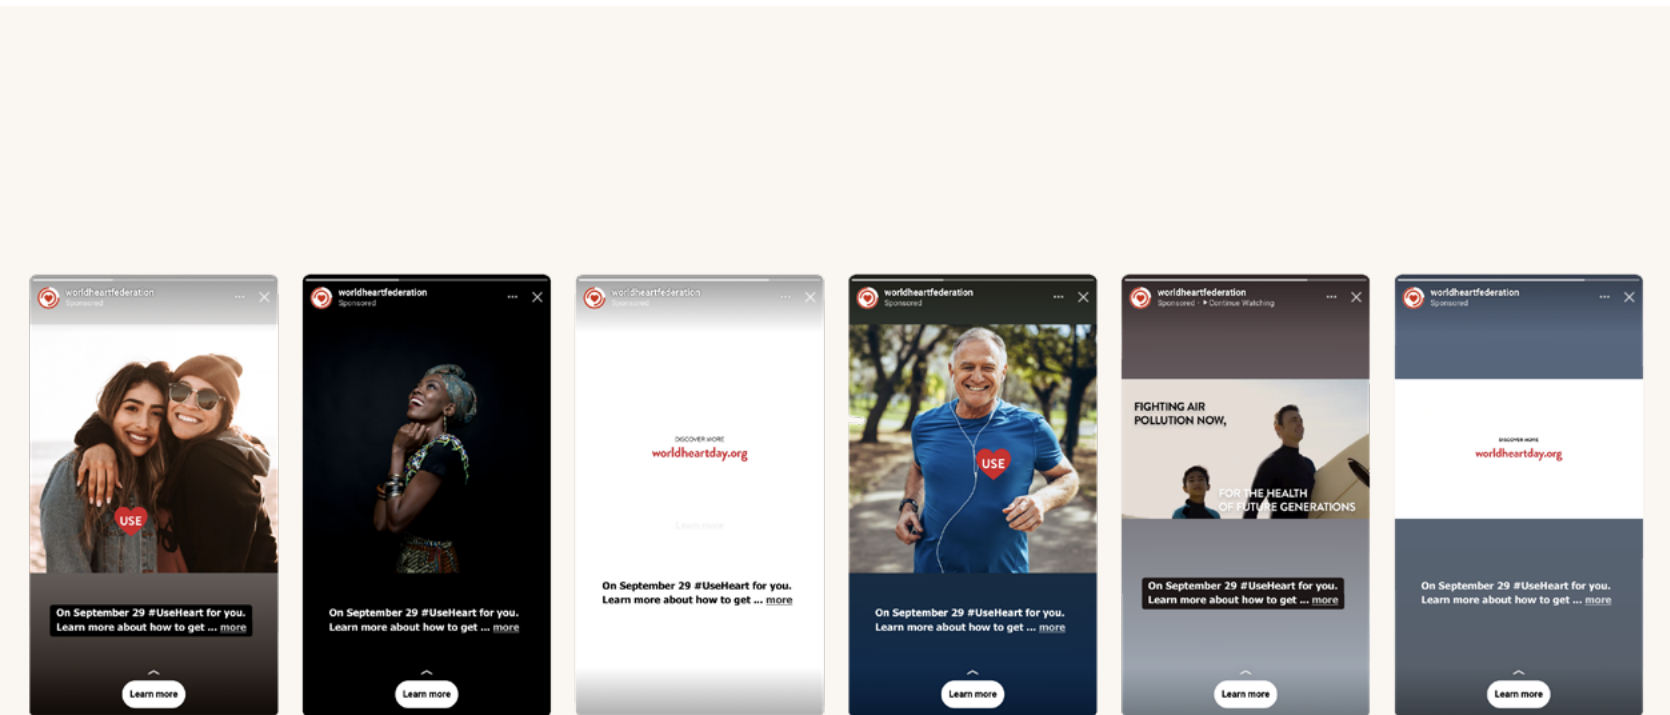 worldheartfederation
Sponsored
USE
On September 29 #UseHeart for you.
Learn more about how to get ... more
Learn more
worldheartfederation
Sponsored
On September 29 #UseHeart for you.
Learn more about how to get ... more
Learn more
worldheartfederation
Sponsored
DISCOVER MORE
worldheartday.org
Learn more
On September 29 #UseHeart for you.
Learn more about how to get ... more
worldheartfederation
Sponsored
USE
On September 29 #UseHeart for you.
Learn more about how to get ... more
Learn more
worldheartfederation
Sponsored · Continue Watching
FIGHTING AIR
POLLUTION NOW,
FOR THE HEALTH
OF FUTURE GENERATIONS
On September 29 #UseHeart for you.
Learn more about how to get ... more
Learn more
worldheartfederation
Sponsored
DISCOVER MORE
worldheartday.org
On September 29 #UseHeart for you.
Learn more about how to get ... more
Learn more